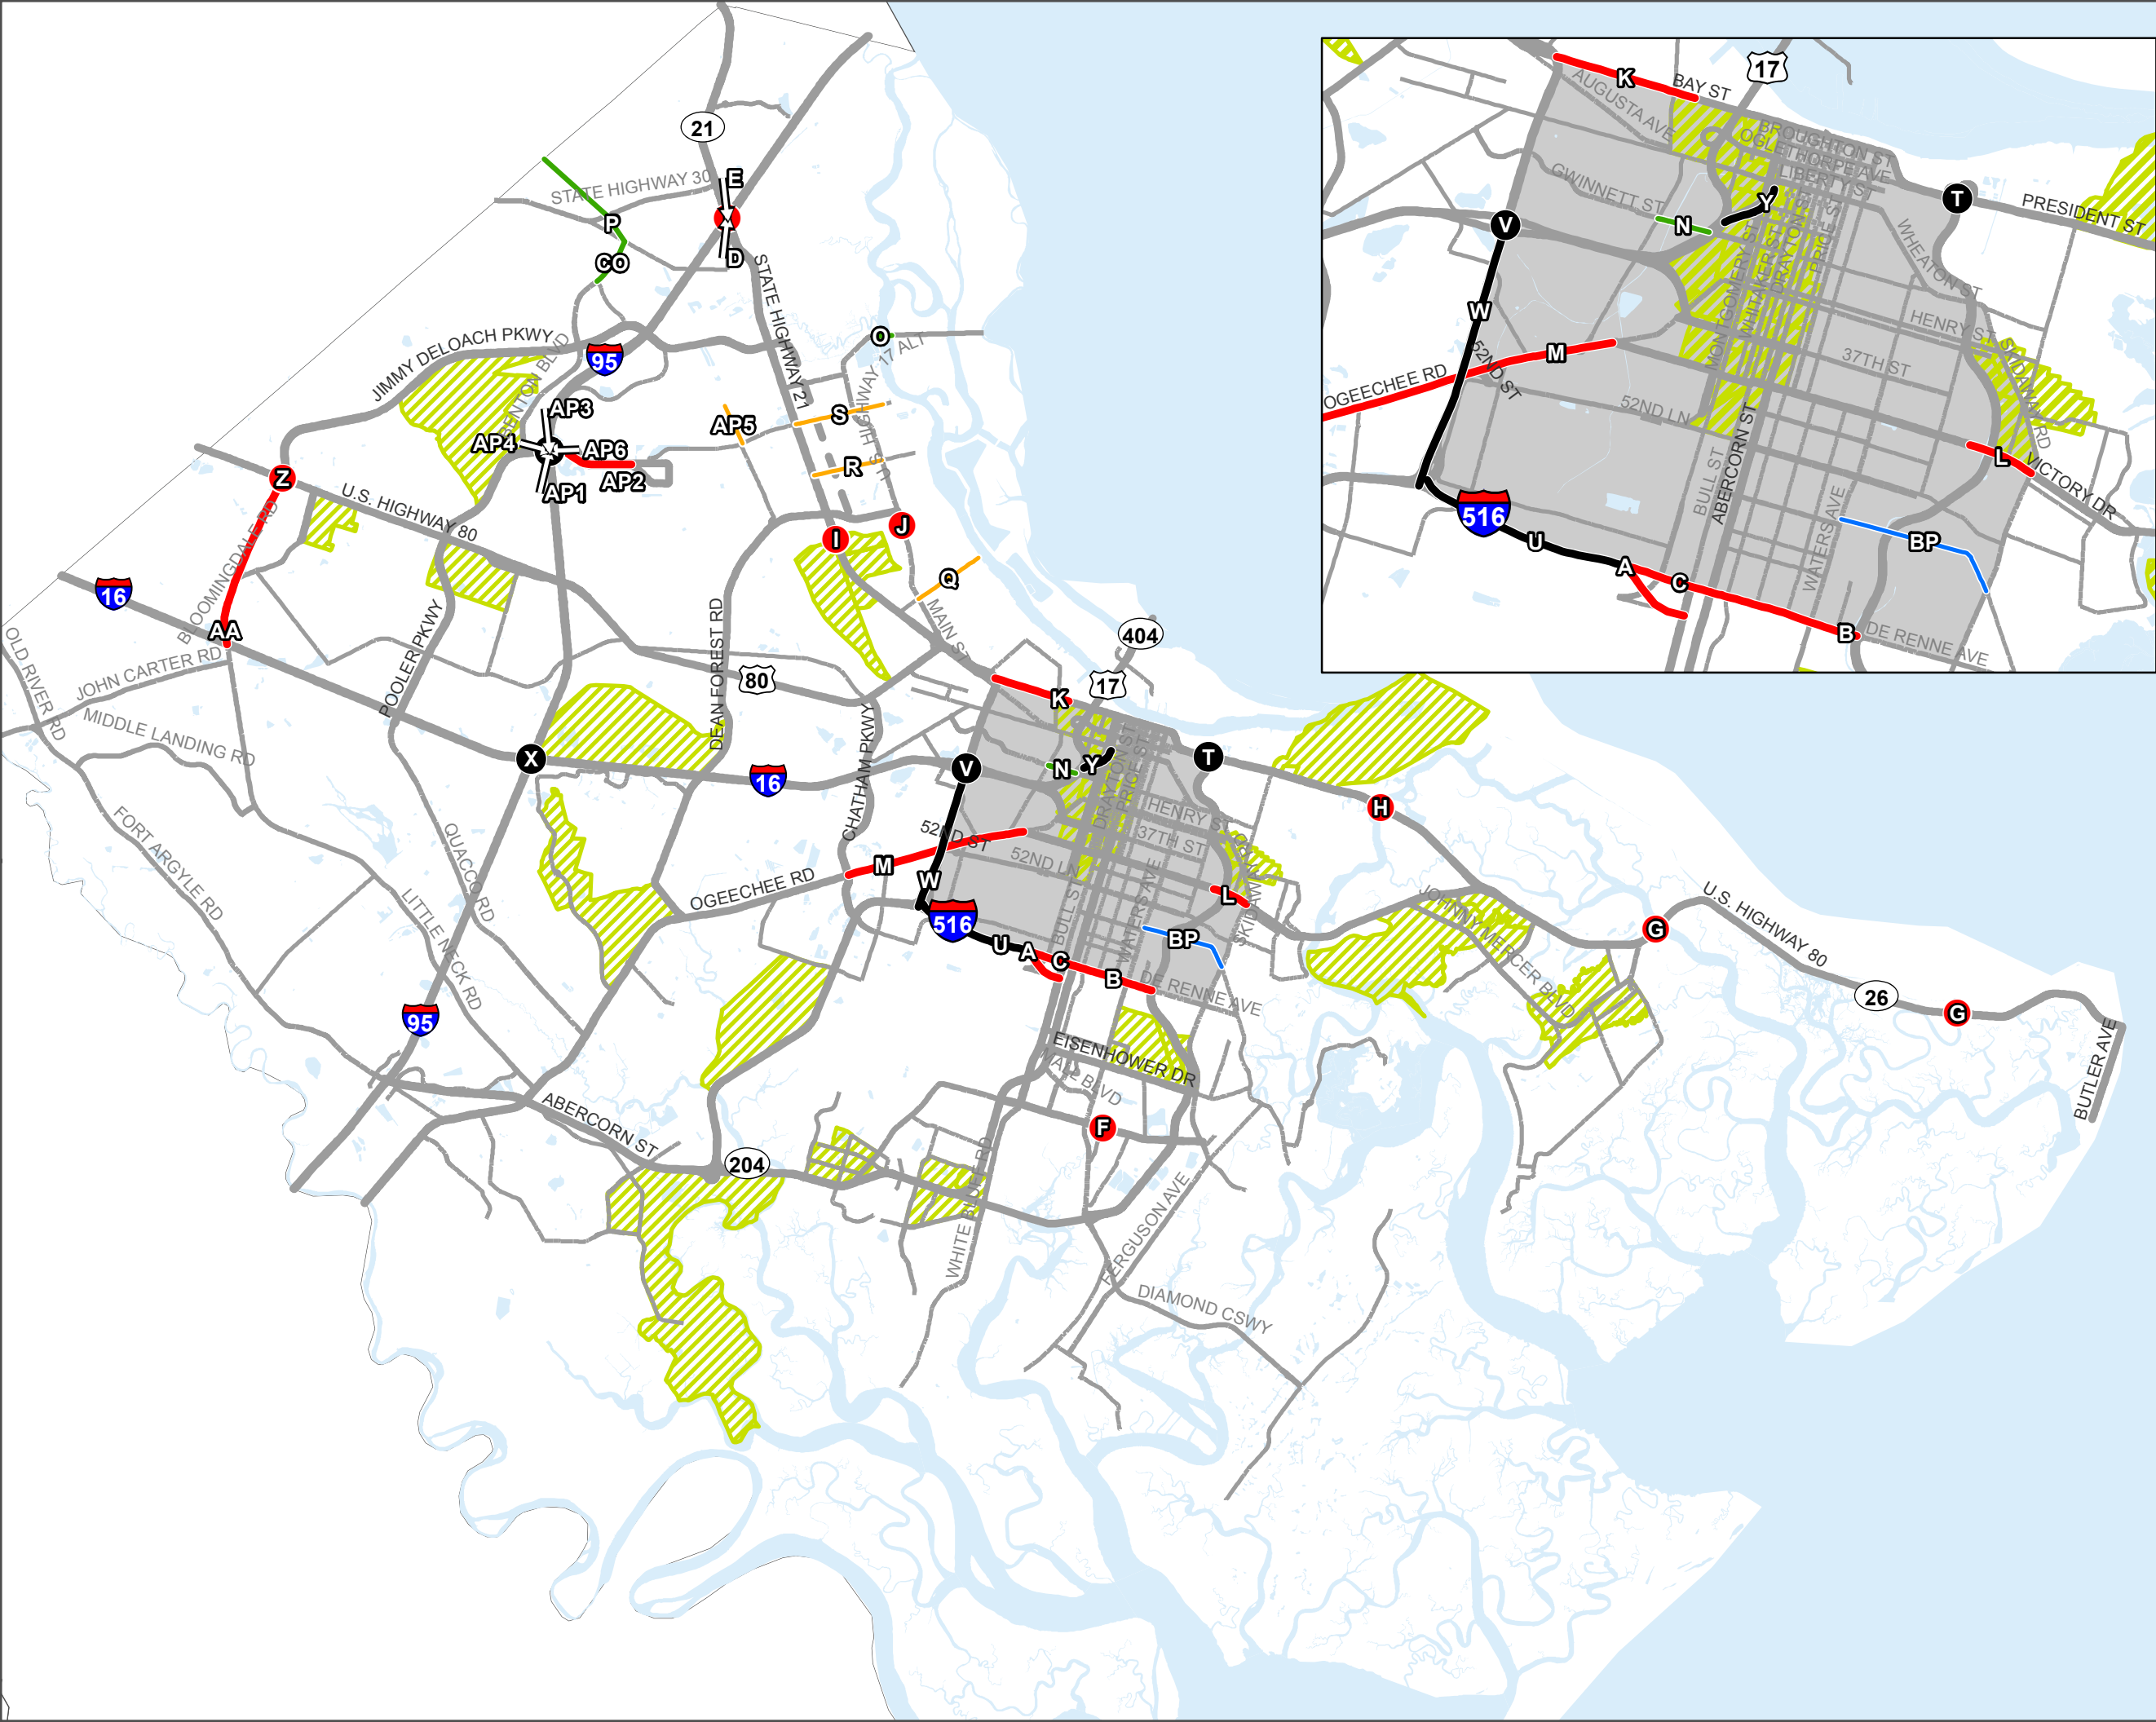 21
E
STATE HIGHWAY 30
P
D
CO
STATE HIGHWAY 21
O
HIGHWAY 17 ALT
JIMMY DELOACH PKWY
95
BENTON BLVD
AP3
S
AP5
AP4
AP6
R
AP2
AP1
Z
U.S. HIGHWAY 80
J
I
BLOOMINGDALE RD
Q
16
AA
MAIN ST
OLD RIVER RD
JOHN CARTER RD
POOLER PKWY
DEAN FOREST RD
80
404
17
K
MIDDLE LANDING RD
X
16
CHATHAM PKWY
V
N
Y
T
DRAYTON ST
PRICE ST
H
FORT ARGYLE RD
QUACCO RD
HENRY ST
52ND ST
37TH ST
52ND LN
M
W
OGEECHEE RD
LITTLE NECK RD
BULL ST
WATERS AVE
L
516
U
A
C
B
BP
DE RENNE AVE
JOHNNY MERCER BLVD
G
U.S. HIGHWAY 80
26
G
BUTLER AVE
95
EISENHOWER DR
MALL BLVD
F
ABERCORN ST
204
WHITE BLUFF RD
FERGUSON AVE
DIAMOND CSWY
17
K
BAY ST
AUGUSTA AVE
BROUGHTON ST
OGLETHORPE AVE
LIBERTY ST
GWINNETT ST
Y
T
PRESIDENT ST
N
V
WHEATON ST
MONTGOMERY ST
WHITAKER ST
DRAYTON ST
PRICE ST
W
HENRY ST
M
37TH ST
SKIDAWAY RD
52ND ST
OGEECHEE RD
52ND LN
ABERCORN ST
BULL ST
L
VICTORY DR
WATERS AVE
516
U
BP
A
C
B
DE RENNE AVE